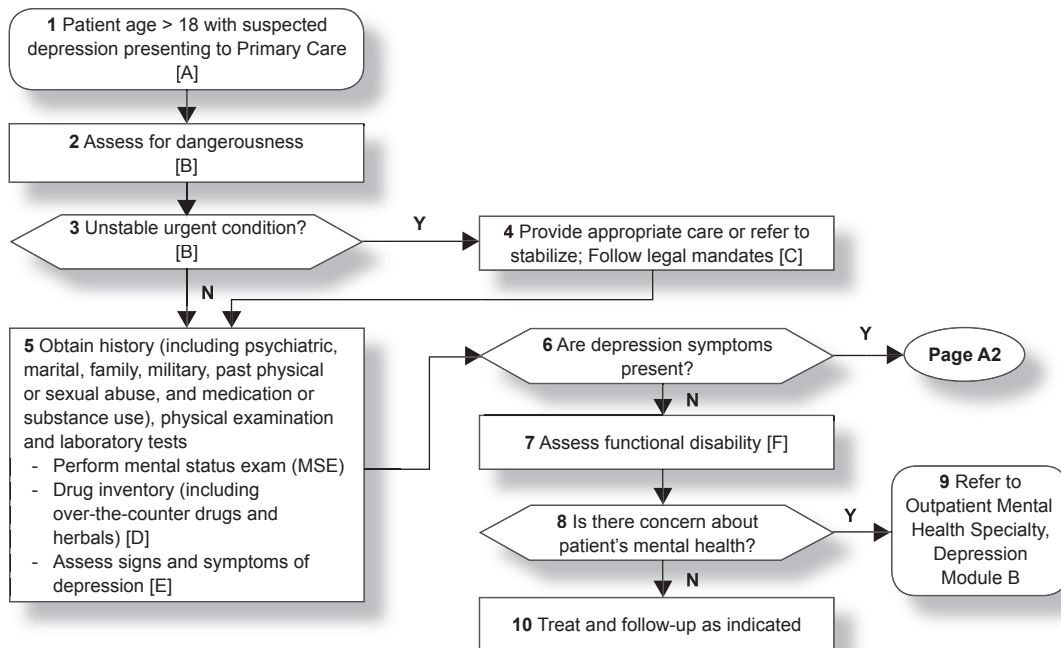 1 Patient age > 18 with suspected
depression presenting to Primary Care
[A]
2 Assess for dangerousness
[B]
3 Unstable urgent condition?
[B]
Y
4 Provide appropriate care or refer to
stabilize; Follow legal mandates [C]
N
5 Obtain history (including psychiatric,
marital, family, military, past physical
or sexual abuse, and medication or
substance use), physical examination
and laboratory tests
- Perform mental status exam (MSE)
- Drug inventory (including
over-the-counter drugs and
herbals) [D]
- Assess signs and symptoms of
depression [E]
6 Are depression symptoms
present?
Y
Page A2
N
7 Assess functional disability [F]
8 Is there concern about
patient's mental health?
Y
9 Refer to
Outpatient Mental
Health Specialty,
Depression
Module B
N
10 Treat and follow-up as indicated